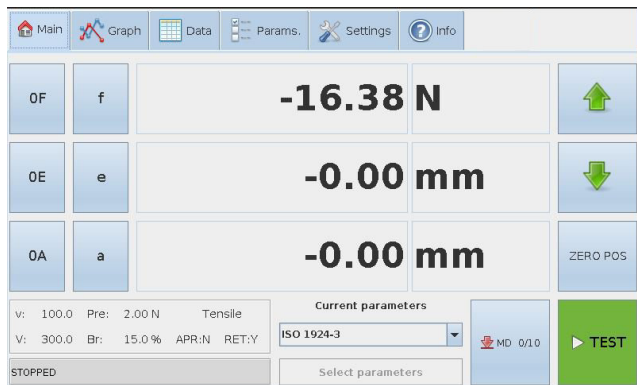 Main Graph Data Params. Settings Info
0F f -16.38 N
0E e -0.00 mm
0A a -0.00 mm ZERO POS
v: 100.0 Pre: 2.00 N Tensile
V: 300.0 Br: 15.0 % APR:N RET:Y
Current parameters
ISO 1924-3
MD 0/10
TEST
STOPPED
Select parameters